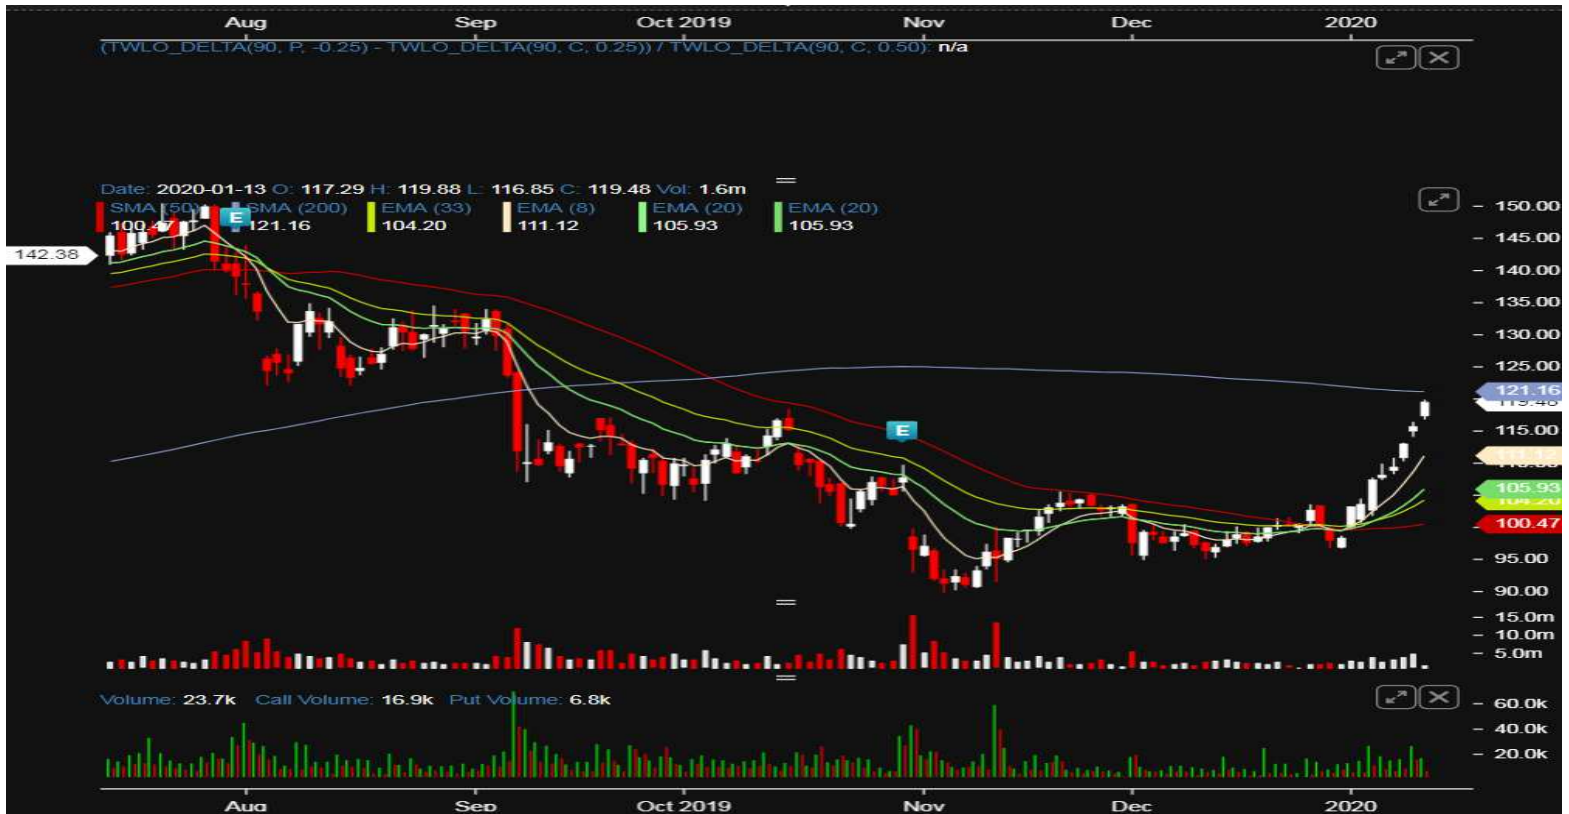 Aug Sep Oct 2019 Nov Dec 2020
(TWLO_DELTA(90, P, -0.25) - TWLO_DELTA(90, C, 0.25)) / TWLO_DELTA(90, C, 0.50): n/a
Date: 2020-01-13 O: 117.29 H: 119.88 L: 116.85 C: 119.48 Vol: 1.6m
SMA (50) SMA (200) EMA (33) EMA (8) EMA (20) EMA (20)
100.47 121.16 104.20 111.12 105.93 105.93
E
142.38
150.00
145.00
140.00
135.00
130.00
125.00
121.16
119.48
115.00
E
111.12
105.93
104.20
100.47
95.00
90.00
15.0m
10.0m
5.0m
Volume: 23.7k Call Volume: 16.9k Put Volume: 6.8k
60.0k
40.0k
20.0k
Aug Sep Oct 2019 Nov Dec 2020